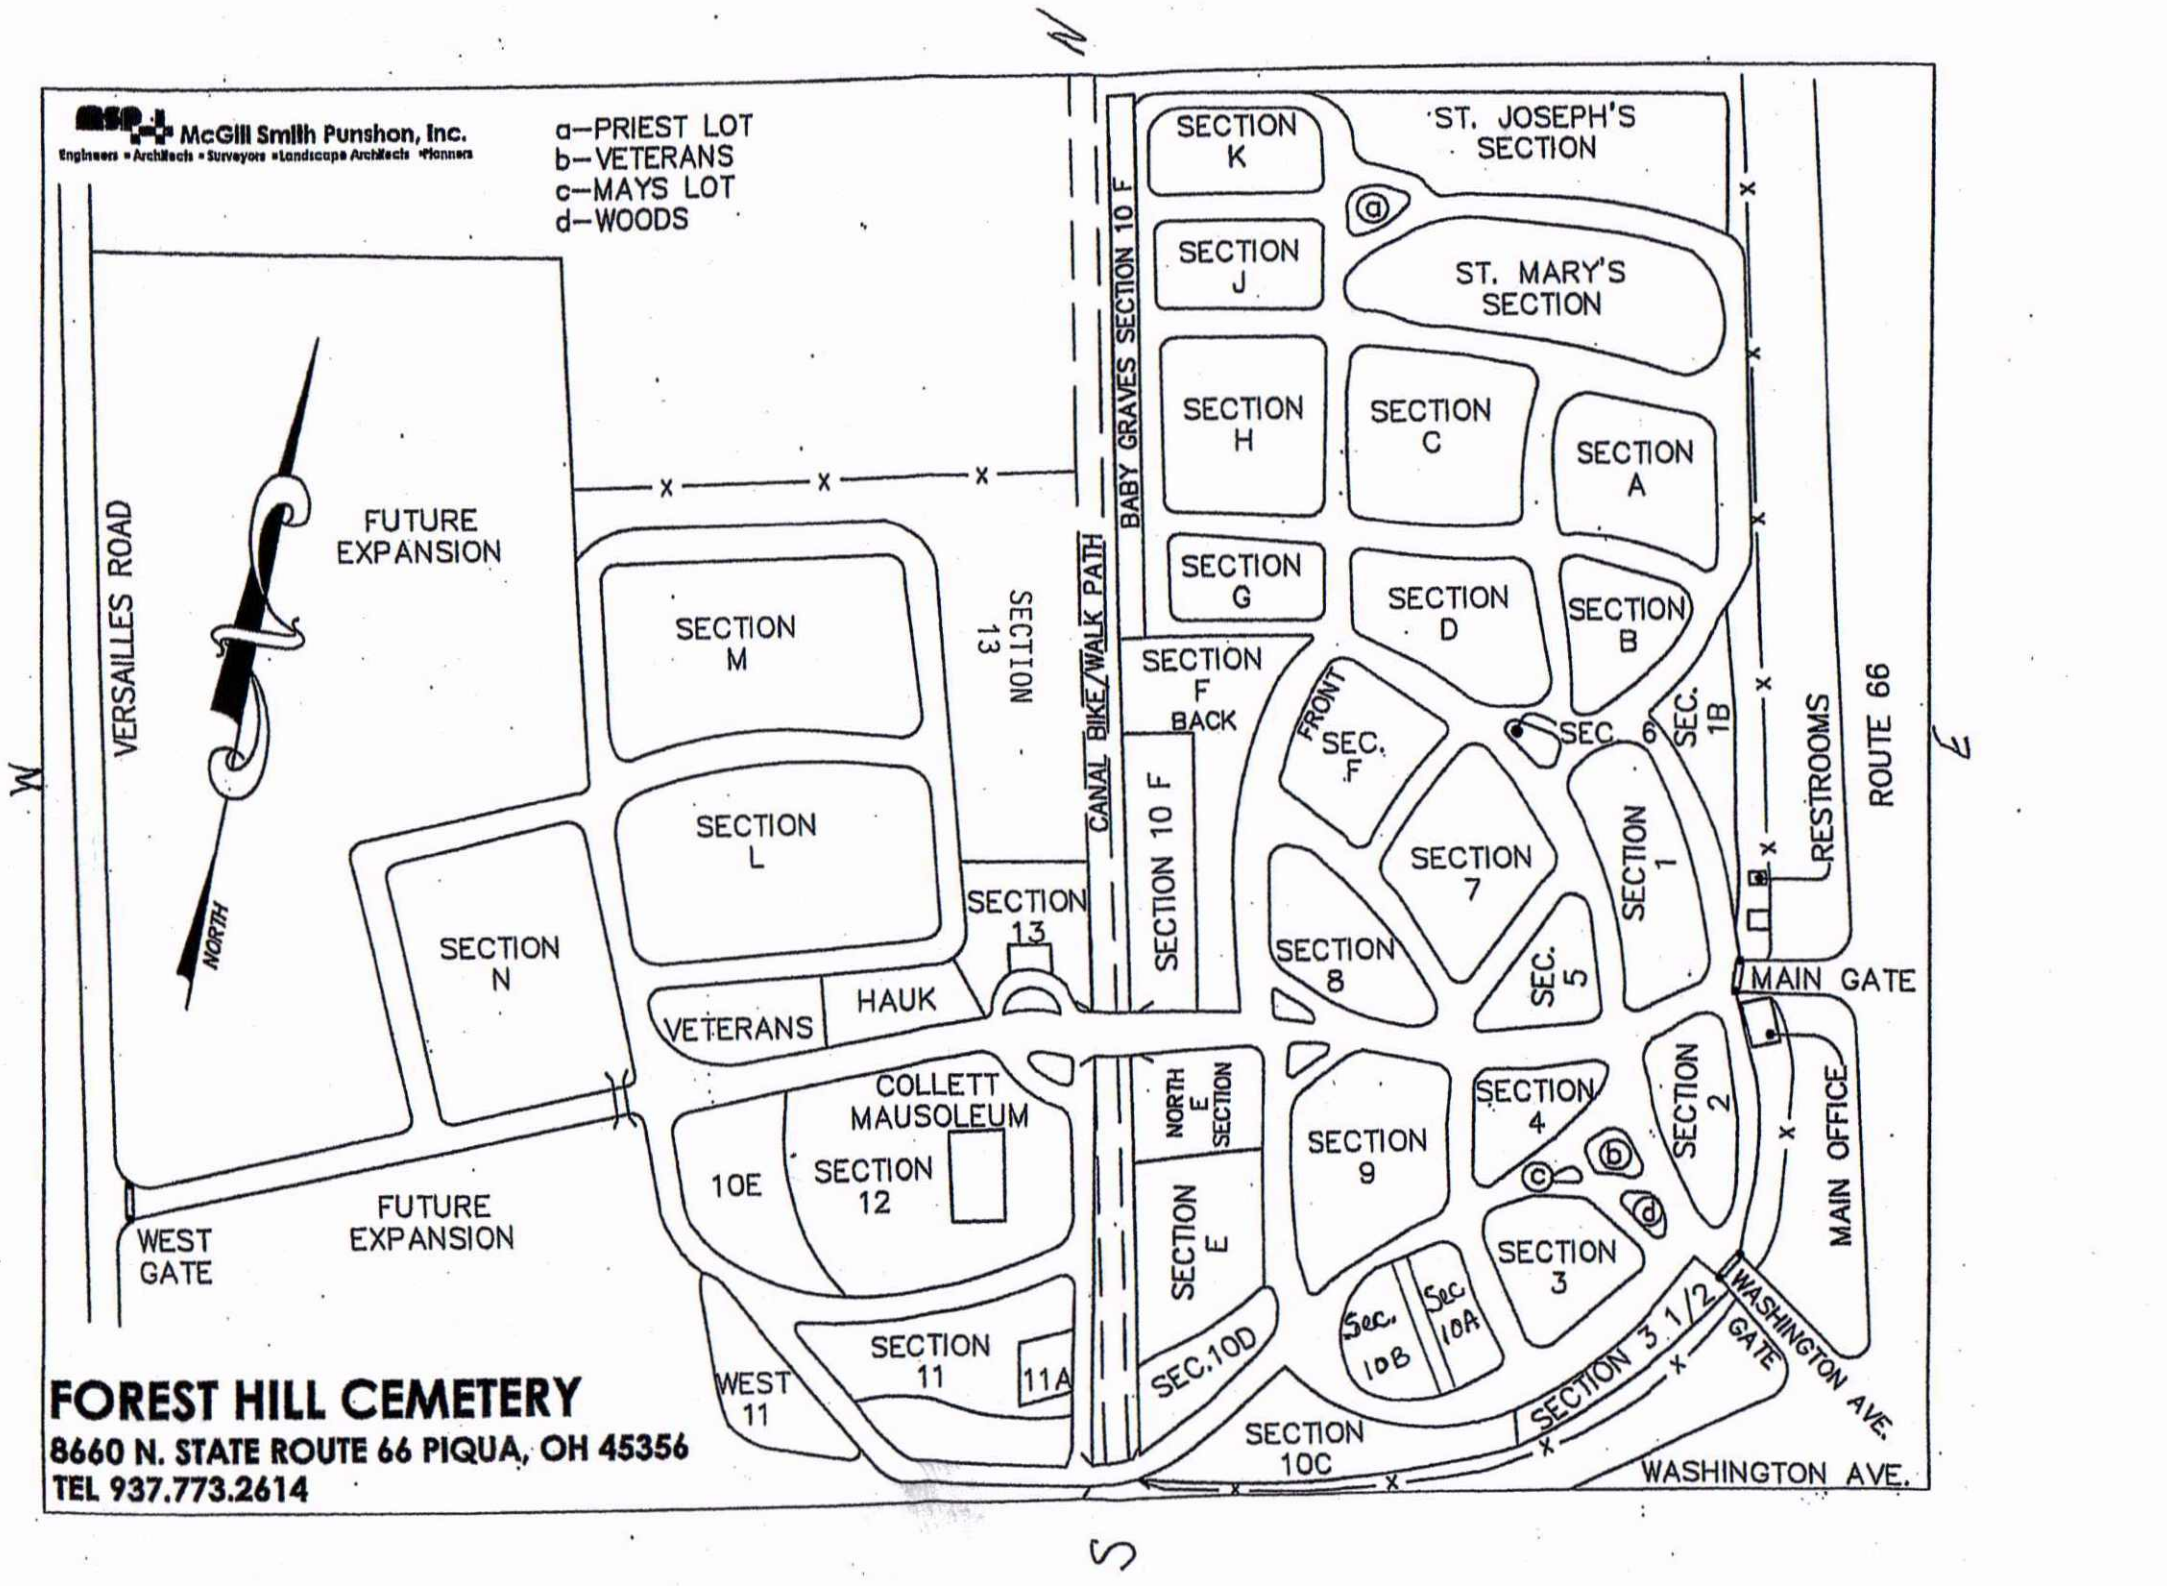 N
MSP McGill Smith Punshon, Inc.
Engineers • Architects • Surveyors • Landscape Architects • Planners
a—PRIEST LOT
b—VETERANS
c—MAYS LOT
d—WOODS
SECTION
K
ST. JOSEPH'S
SECTION
a
SECTION
J
ST. MARY'S
SECTION
BABY GRAVES SECTION 10 F
SECTION
H
SECTION
C
SECTION
A
VERSAILLES ROAD
FUTURE
EXPANSION
SECTION
G
SECTION
D
SECTION
B
SECTION
M
SECTION
13
CANAL BIKE/WALK PATH
SECTION
F
BACK
FRONT
SEC.
F
SEC. 6
SEC.
1B
RESTROOMS
ROUTE 66
W
E
SECTION
L
SECTION 10 F
SECTION
7
SECTION
1
SECTION
13
NORTH
SECTION
N
SECTION
8
SEC.
5
MAIN GATE
VETERANS
HAUK
COLLETT
MAUSOLEUM
NORTH
E
SECTION
SECTION
4
SECTION
2
MAIN OFFICE
10E
SECTION
12
SECTION
9
c
b
d
SECTION
E
WEST
GATE
FUTURE
EXPANSION
SECTION
3
Sec.
10B
Sec
10A
SECTION 3 1/2
WASHINGTON AVE.
GATE
SECTION
11
11A
WEST
11
SEC.10D
SECTION
10C
WASHINGTON AVE.
FOREST HILL CEMETERY
8660 N. STATE ROUTE 66 PIQUA, OH 45356
TEL 937.773.2614
S